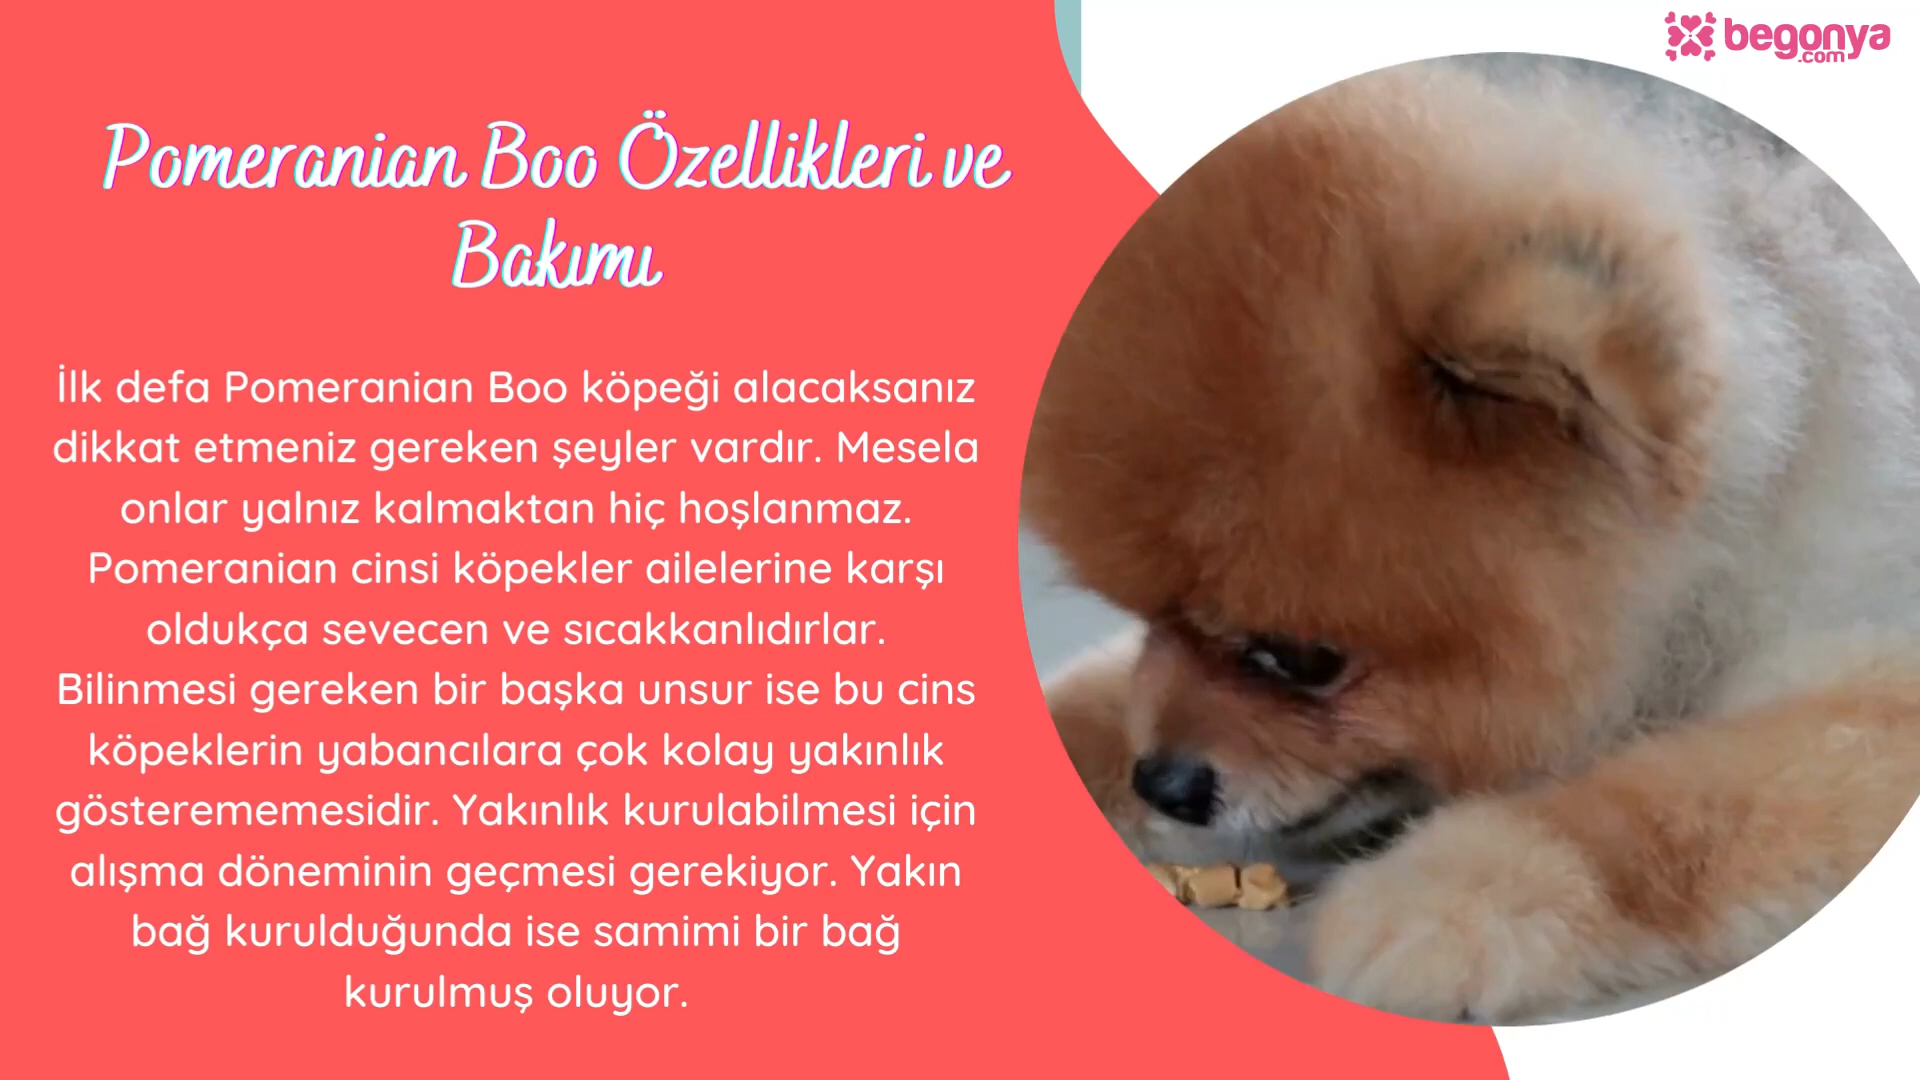 begonya
.com
Pomeranian Boo Özellikleri ve
Bakımı
İlk defa Pomeranian Boo köpeği alacaksanız
dikkat etmeniz gereken şeyler vardır. Mesela
onlar yalnız kalmaktan hiç hoşlanmaz.
Pomeranian cinsi köpekler ailelerine karşı
oldukça sevecen ve sıcakkanlıdırlar.
Bilinmesi gereken bir başka unsur ise bu cins
köpeklerin yabancılara çok kolay yakınlık
gösterememesidir. Yakınlık kurulabilmesi için
alışma döneminin geçmesi gerekiyor. Yakın
bağ kurulduğunda ise samimi bir bağ
kurulmuş oluyor.